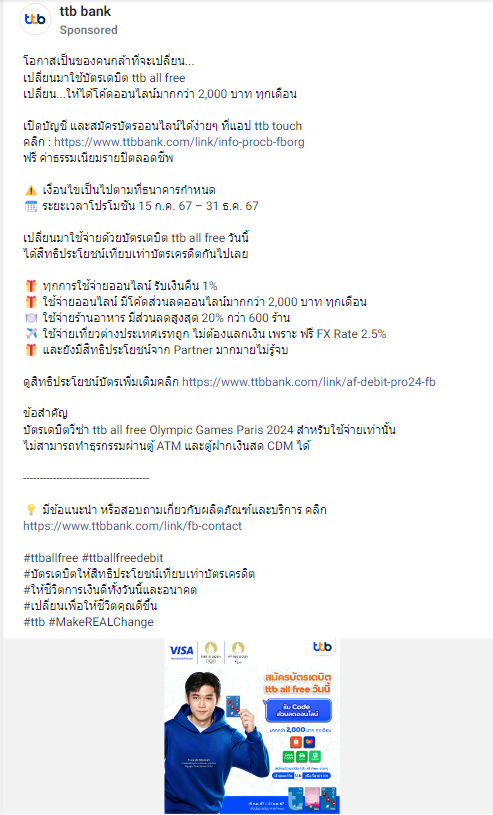 ttb
ttb bank
Sponsored
โอกาสเป็นของคนกล้าที่จะเปลี่ยน...
เปลี่ยนมาใช้บัตรเดบิต ttb all free
เปลี่ยน...ให้ได้โค้ดออนไลน์มากกว่า 2,000 บาท ทุกเดือน
เปิดบัญชี และสมัครบัตรออนไลน์ได้ง่ายๆ ที่แอป ttb touch
คลิก : https://www.ttbbank.com/link/info-procb-fborg
ฟรี ค่าธรรมเนียมรายปีตลอดชีพ
⚠️ เงื่อนไขเป็นไปตามที่ธนาคารกำหนด
🗓️ ระยะเวลาโปรโมชัน 15 ก.ค. 67 – 31 ธ.ค. 67
เปลี่ยนมาใช้จ่ายด้วยบัตรเดบิต ttb all free วันนี้
ได้สิทธิประโยชน์เทียบเท่าบัตรเครดิตกันไปเลย
🎁 ทุกการใช้จ่ายออนไลน์ รับเงินคืน 1%
🎁 ใช้จ่ายออนไลน์ มีโค้ดส่วนลดออนไลน์มากกว่า 2,000 บาท ทุกเดือน
🍽️ ใช้จ่ายร้านอาหาร มีส่วนลดสูงสุด 20% กว่า 600 ร้าน
✈️ ใช้จ่ายเที่ยวต่างประเทศเรทถูก ไม่ต้องแลกเงิน เพราะ ฟรี FX Rate 2.5%
🎁 และยังมีสิทธิประโยชน์จาก Partner มากมายไม่รู้จบ
ดูสิทธิประโยชน์บัตรเพิ่มเติมคลิก https://www.ttbbank.com/link/af-debit-pro24-fb
ข้อสำคัญ
บัตรเดบิตวีซ่า ttb all free Olympic Games Paris 2024 สำหรับใช้จ่ายเท่านั้น
ไม่สามารถทำธุรกรรมผ่านตู้ ATM และตู้ฝากเงินสด CDM ได้
--------------------------------------
💡 มีข้อแนะนำ หรือสอบถามเกี่ยวกับผลิตภัณฑ์และบริการ คลิก
https://www.ttbbank.com/link/fb-contact
#ttballfree #ttballfreedebit
#บัตรเดบิตให้สิทธิประโยชน์เทียบเท่าบัตรเครดิต
#ให้ชีวิตการเงินดีทั้งวันนี้และอนาคต
#เปลี่ยนเพื่อให้ชีวิตคุณดีขึ้น
#ttb #MakeREALChange
VISA
ttb
สมัครบัตรเดบิต
ttb all free วันนี้
รับ Code
ส่วนลดออนไลน์
มากกว่า 2,000 บาท ทุกเดือน